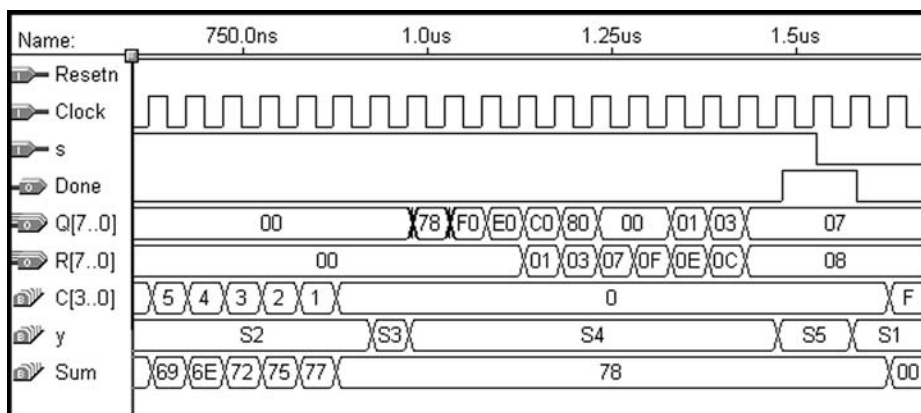 Name: 750.0ns 1.0us 1.25us 1.5us
Resetn
Clock
s
Done
Q[7..0] 00 78 F0 E0 C0 80 00 01 03 07
R[7..0] 00 01 03 07 0F 0E 0C 08
C[3..0] 5 4 3 2 1 0 F
y S2 S3 S4 S5 S1
Sum 69 6E 72 75 77 78 00